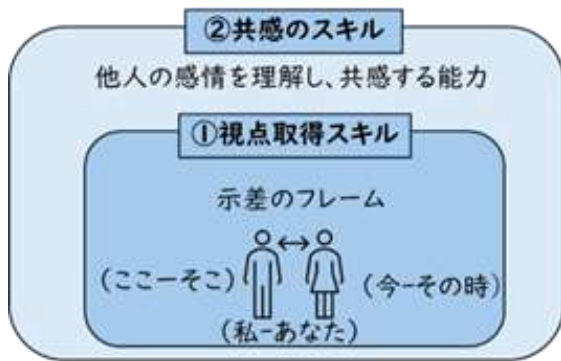 ②共感のスキル
他人の感情を理解し、共感する能力
①視点取得スキル
示差のフレーム
(ここーそこ)
(今-その時)
(私-あなた)